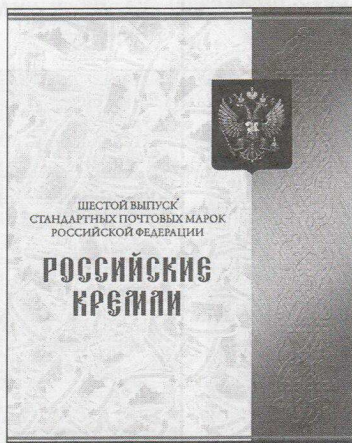 ШЕСТОЙ ВЫПУСК
СТАНДАРТНЫХ ПОЧТОВЫХ МАРОК
РОССИЙСКОЙ ФЕДЕРАЦИИ
РОССИЙСКИЕ
КРЕМЛИ